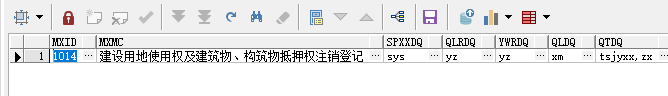 MXID MXMC SPXXDQ QLRDQ YWRDQ QLDQ QTDQ
1 1014 ··· 建设用地使用权及建筑物、构筑物抵押权注销登记 ··· sys ··· yz ··· yz ··· xm ··· tsjyxx,zx ···